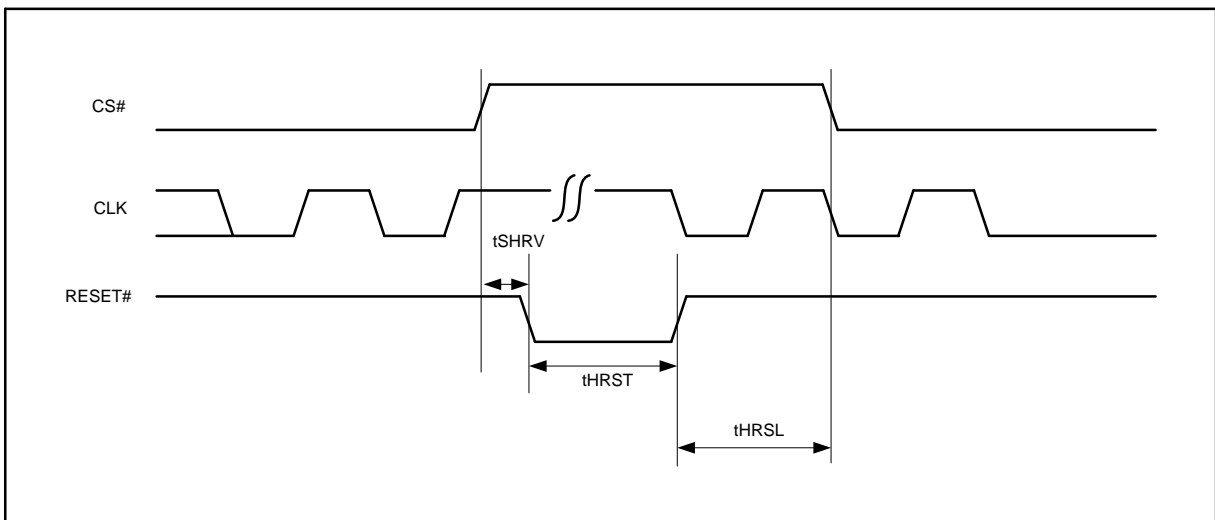 CS#
CLK
tSHRV
RESET#
tHRST
tHRSL